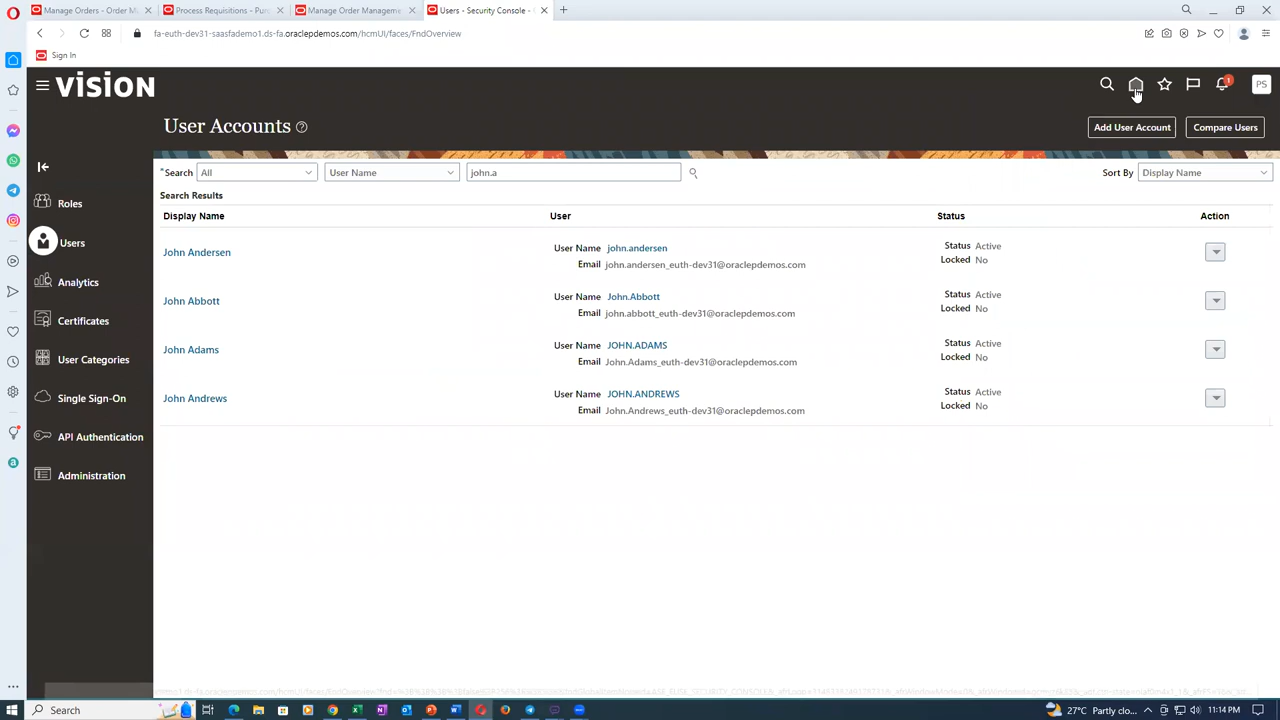 Manage Orders - Order M
Process Requisitions - Pur
Manage Order Manageme
Users - Security Console -
fa-euth-dev31-saasfademo1.ds-fa.oraclepdemos.com/hcmUI/faces/FndOverview
Sign In
VISION
1
PS
User Accounts
Add User Account
Compare Users
*Search
All
User Name
john.a
Sort By
Display Name
Search Results
Display Name
User
Status
Action
Roles
Users
Analytics
Certificates
User Categories
Single Sign-On
API Authentication
Administration
John Andersen
User Name john.andersen
Email john.andersen_euth-dev31@oraclepdemos.com
Status Active
Locked No
John Abbott
User Name John.Abbott
Email john.abbott_euth-dev31@oraclepdemos.com
Status Active
Locked No
John Adams
User Name JOHN.ADAMS
Email John.Adams_euth-dev31@oraclepdemos.com
Status Active
Locked No
John Andrews
User Name JOHN.ANDREWS
Email John.Andrews_euth-dev31@oraclepdemos.com
Status Active
Locked No
Search
27°C Partly clo...
11:14 PM